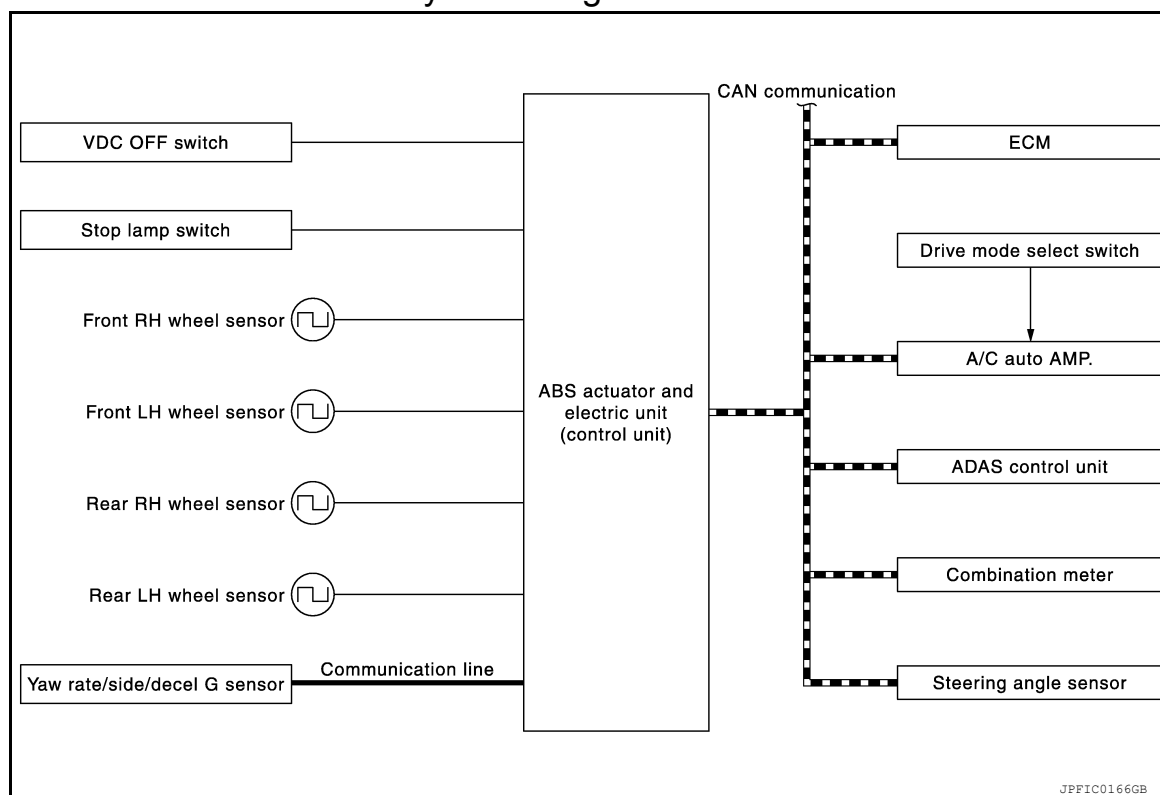 CAN communication
VDC OFF switch
ECM
Stop lamp switch
Drive mode select switch
Front RH wheel sensor
A/C auto AMP.
Front LH wheel sensor
ABS actuator and
electric unit
(control unit)
ADAS control unit
Rear RH wheel sensor
Combination meter
Rear LH wheel sensor
Communication line
Yaw rate/side/decel G sensor
Steering angle sensor
JPFIC0166GB